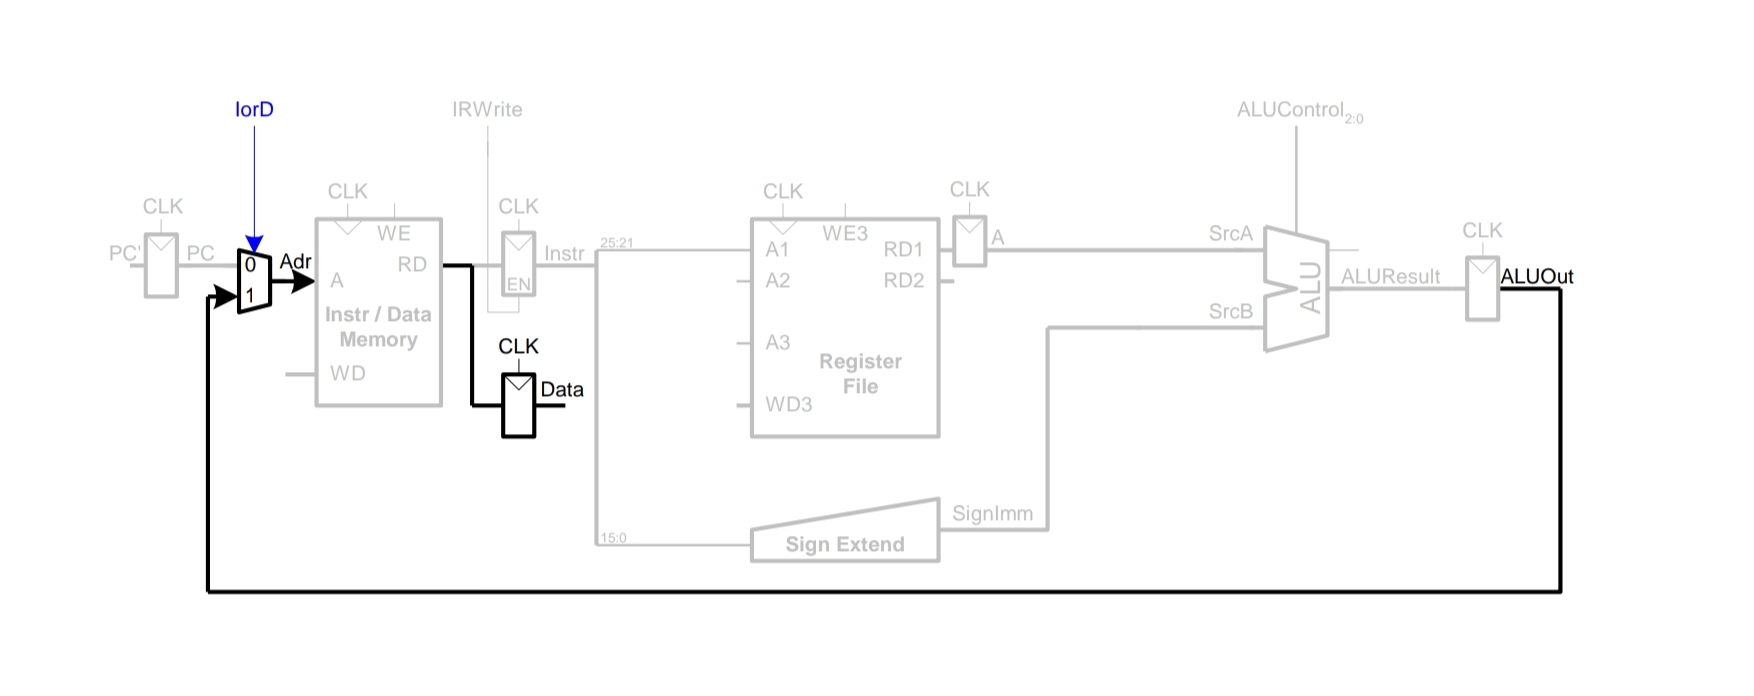 IorD
IRWrite
ALUControl2:0
CLK
CLK
CLK
CLK
CLK
CLK
PC'
PC
0
1
Adr
WE
RD
A
Instr / Data
Memory
WD
EN
Instr
25:21
A1
A2
A3
WD3
WE3
RD1
RD2
Register
File
A
SrcA
SrcB
ALU
ALUResult
ALUOut
CLK
Data
15:0
Sign Extend
SignImm